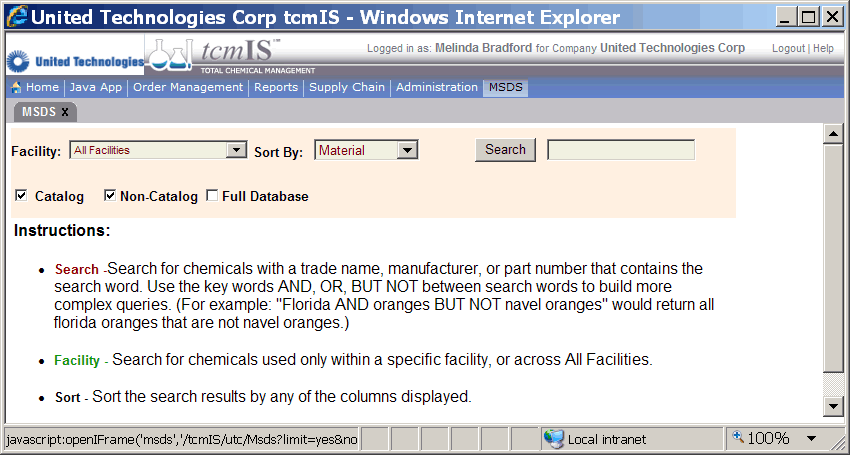 United Technologies Corp tcmIS - Windows Internet Explorer
United Technologies
tcmIS™
TOTAL CHEMICAL MANAGEMENT
Logged in as: Melinda Bradford for Company United Technologies Corp
Logout | Help
Home Java App Order Management Reports Supply Chain Administration MSDS
MSDS X
Facility: All Facilities Sort By: Material Search
Catalog Non-Catalog Full Database
Instructions:
• Search -Search for chemicals with a trade name, manufacturer, or part number that contains the
search word. Use the key words AND, OR, BUT NOT between search words to build more
complex queries. (For example: "Florida AND oranges BUT NOT navel oranges" would return all
florida oranges that are not navel oranges.)
• Facility - Search for chemicals used only within a specific facility, or across All Facilities.
• Sort - Sort the search results by any of the columns displayed.
javascript:openIFrame('msds','/tcmIS/utc/Msds?limit=yes&no Local intranet 100%